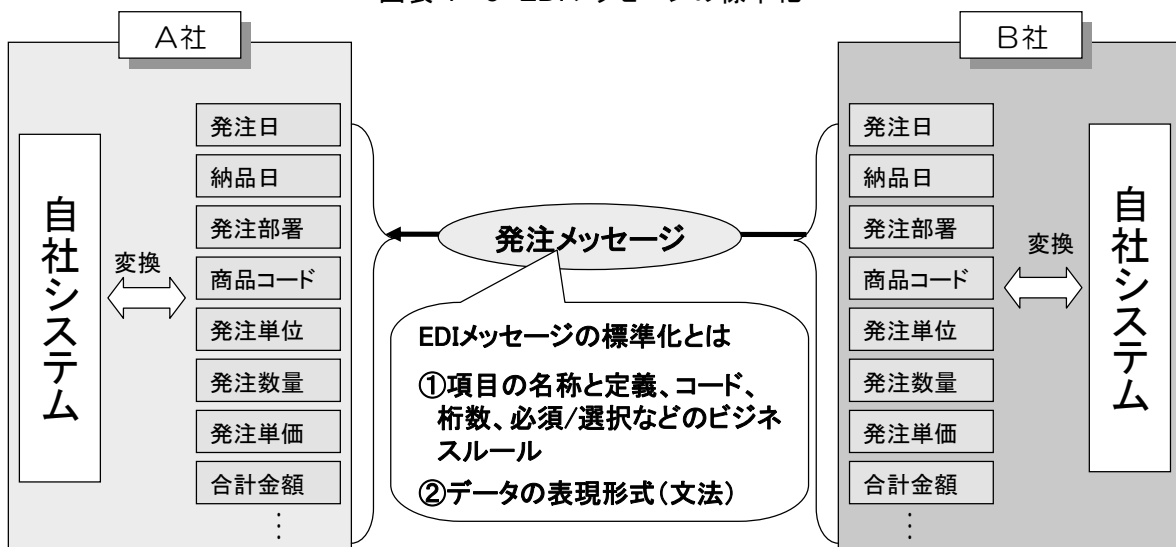 A社
自社システム
変換
発注日
納品日
発注部署
商品コード
発注単位
発注数量
発注単価
合計金額
⋮
発注メッセージ
EDIメッセージの標準化とは
①項目の名称と定義、コード、
桁数、必須/選択などのビジネ
スルール
②データの表現形式(文法)
B社
発注日
納品日
発注部署
商品コード
発注単位
発注数量
発注単価
合計金額
⋮
変換
自社システム